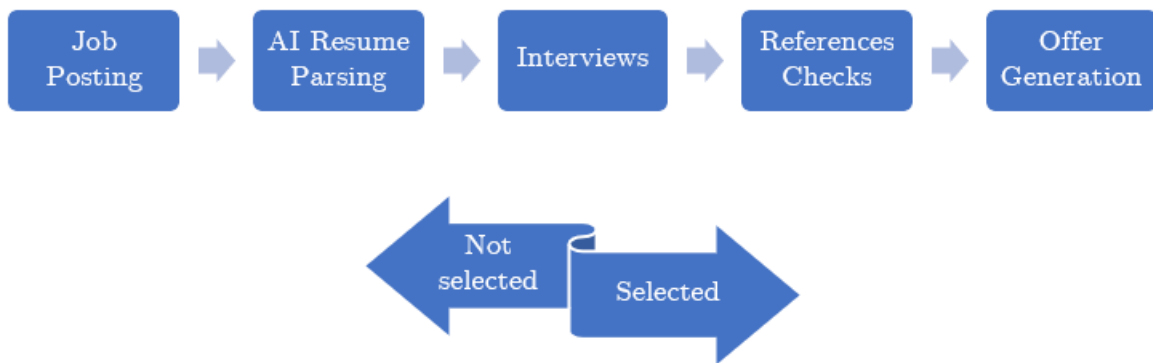 Job
Posting
AI Resume
Parsing
Interviews
References
Checks
Offer
Generation
Not
selected
Selected